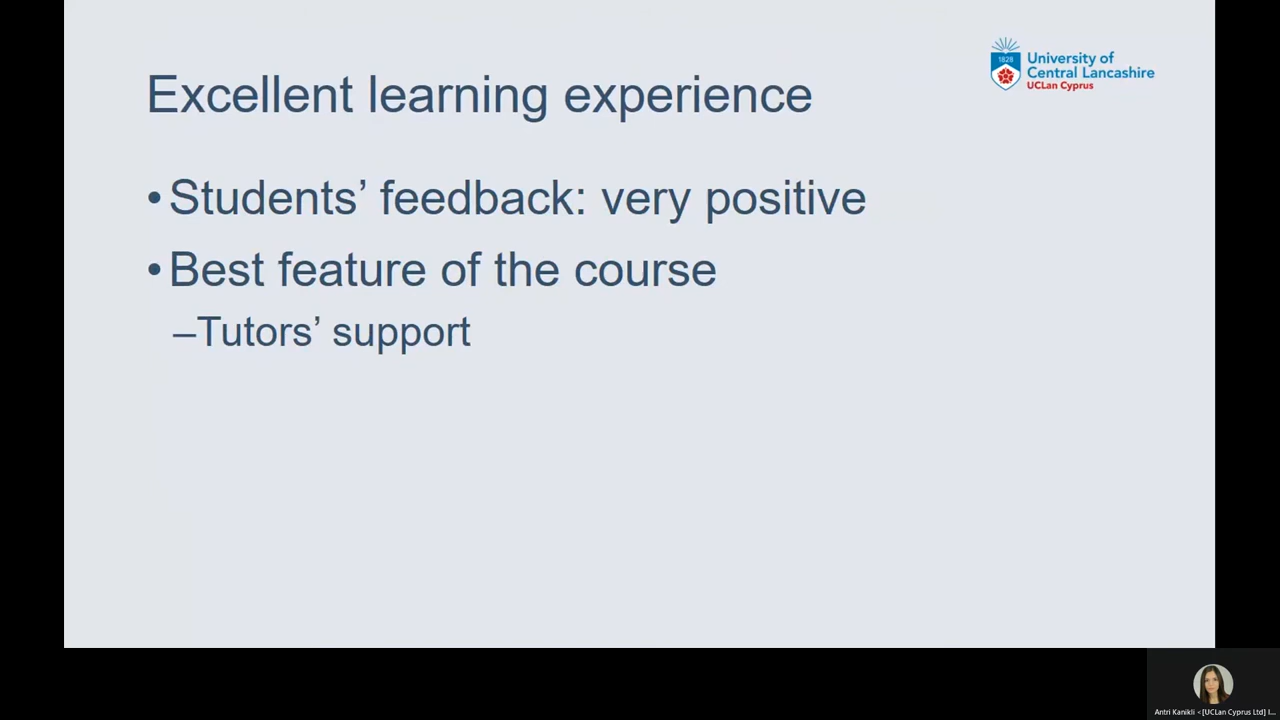 Excellent learning experience
University of
Central Lancashire
UCLan Cyprus
1828
• Students’ feedback: very positive
• Best feature of the course
–Tutors’ support
Antri Kanikli <[UCLan Cyprus Ltd] I...